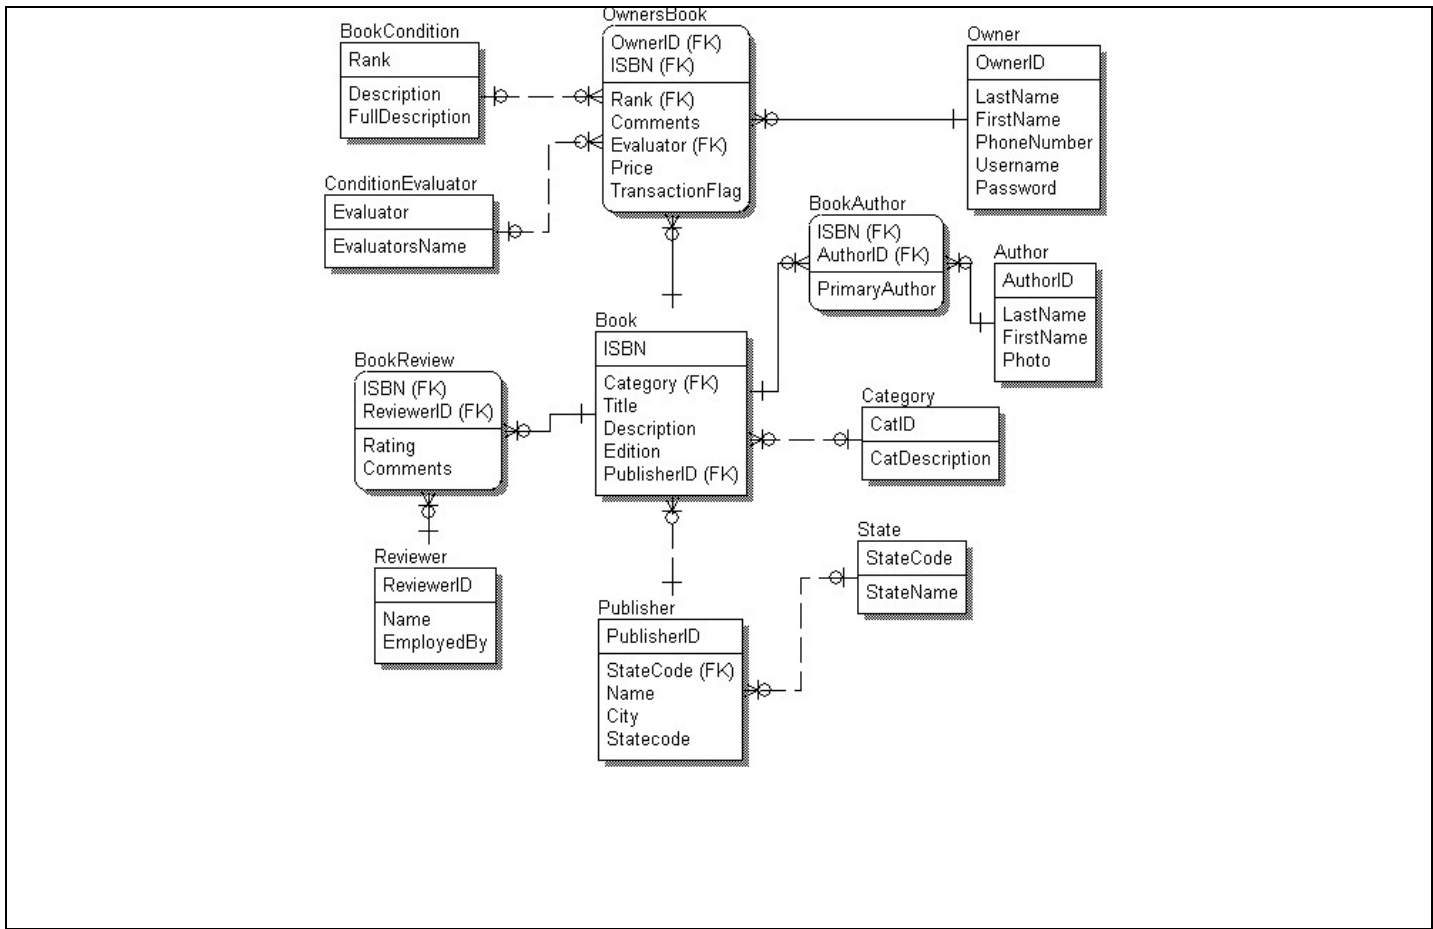 OwnersBook
OwnerID (FK)
ISBN (FK)
Rank (FK)
Comments
Evaluator (FK)
Price
TransactionFlag
BookCondition
Rank
Description
FullDescription
Owner
OwnerID
LastName
FirstName
PhoneNumber
Username
Password
ConditionEvaluator
Evaluator
EvaluatorsName
BookAuthor
ISBN (FK)
AuthorID (FK)
PrimaryAuthor
Author
AuthorID
LastName
FirstName
Photo
Book
ISBN
Category (FK)
Title
Description
Edition
PublisherID (FK)
BookReview
ISBN (FK)
ReviewerID (FK)
Rating
Comments
Category
CatID
CatDescription
State
StateCode
StateName
Reviewer
ReviewerID
Name
EmployedBy
Publisher
PublisherID
StateCode (FK)
Name
City
Statecode